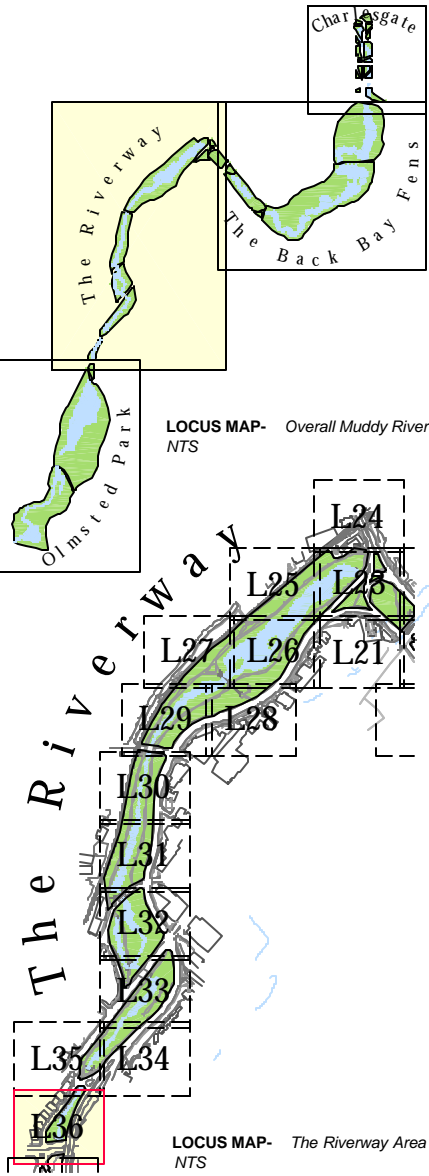 Charlesgate
The Riverway
The Back Bay Fens
LOCUS MAP- Overall Muddy River
NTS
Olmsted Park
The Riverway
L24
L25 L23
L27 L26 L21
L29 L28
L30
L31
L32
L33
L35 L34
L36
LOCUS MAP- The Riverway Area
NTS